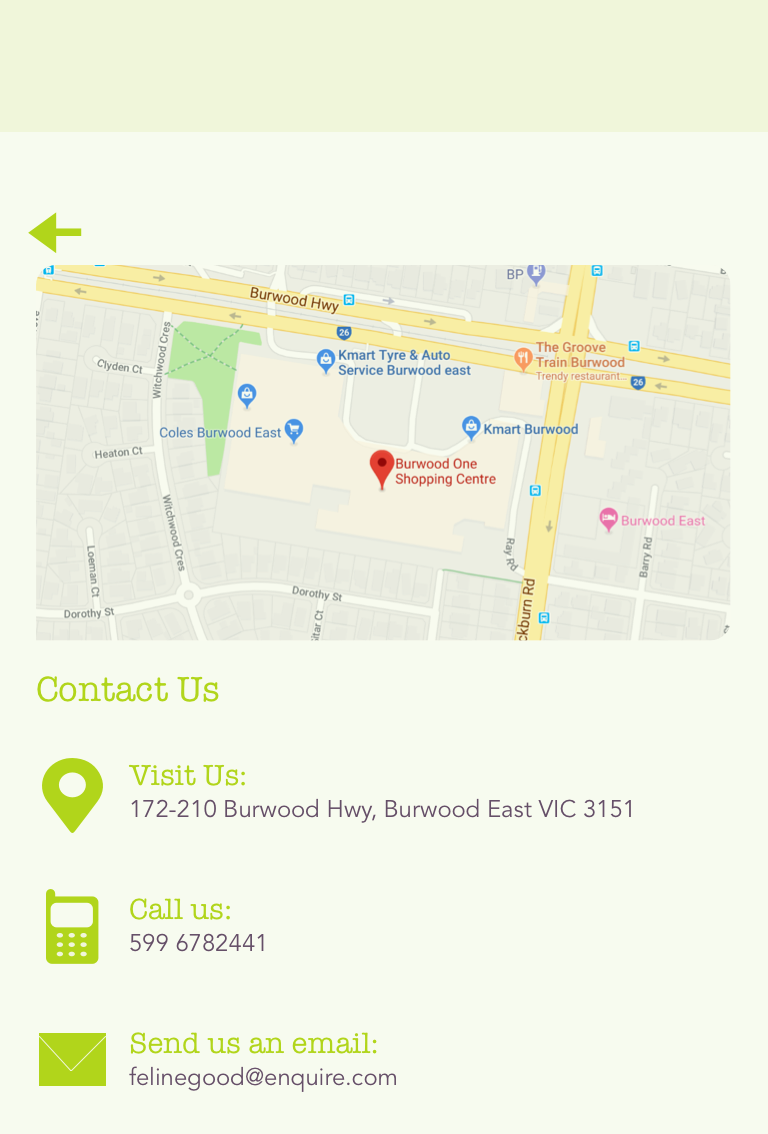 BP
Burwood Hwy
26
The Groove
Train Burwood
Trendy restaurant...
26
Kmart Tyre & Auto
Service Burwood east
Clyden Ct
Witchwood Cres
Coles Burwood East
Kmart Burwood
Heaton Ct
Burwood One
Shopping Centre
Burwood East
Witchwood Cres
Loeman Ct
Ray Rd
Barry Rd
Dorothy St
Dorothy St
ckburn Rd
Contact Us
Visit Us:
172-210 Burwood Hwy, Burwood East VIC 3151
Call us:
599 6782441
Send us an email:
felinegood@enquire.com